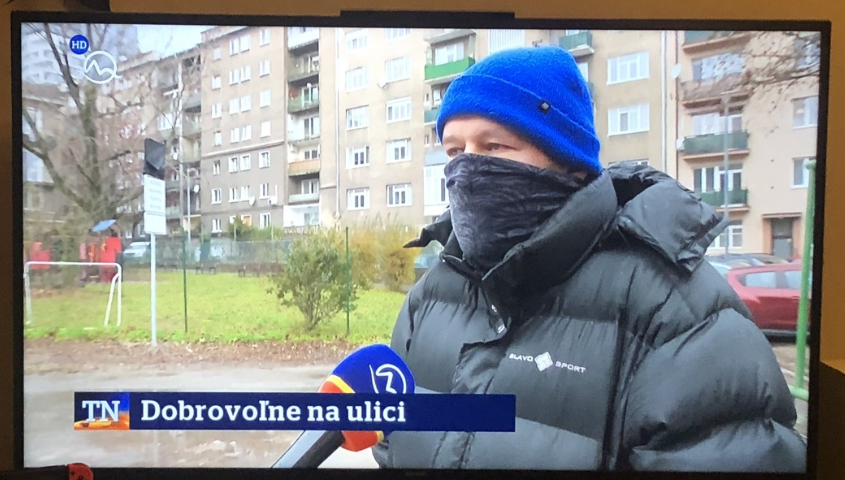 HD
SLAVO SPORT
TN Dobrovoľne na ulici